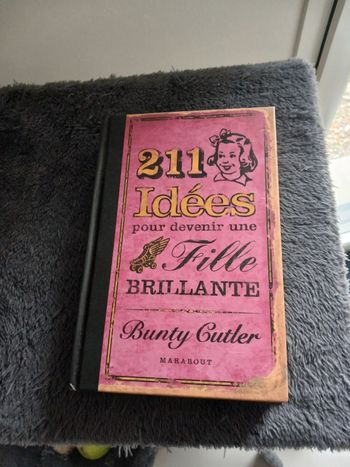 211
Idées
pour devenir une
Fille
BRILLANTE
Bunty Cutler
MARABOUT